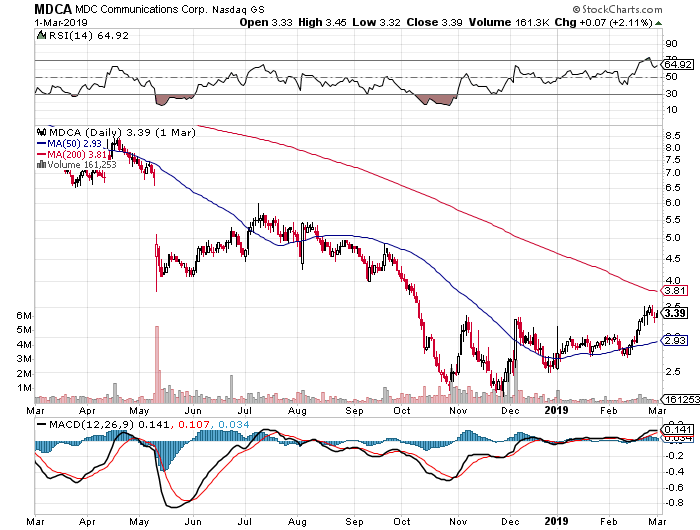 MDCA MDC Communications Corp. Nasdaq GS © StockCharts.com
1-Mar-2019 Open 3.33 High 3.45 Low 3.32 Close 3.39 Volume 161.3K Chg +0.07 (+2.11%)
RSI(14) 64.92
90
70
64.92
50
30
10
MDCA (Daily) 3.39 (1 Mar)
MA(50) 2.93
MA(200) 3.81
Volume 161,253
8.5
8.0
7.5
7.0
6.5
6.0
5.5
5.0
4.5
4.0
3.81
3.5
3.39
2.93
2.5
161253
6M
5M
4M
3M
2M
1M
Mar Apr May Jun Jul Aug Sep Oct Nov Dec 2019 Feb Mar
MACD(12,26,9) 0.141, 0.107, 0.034
0.141
0.034
-0.2
-0.4
-0.6
-0.8
Mar Apr May Jun Jul Aug Sep Oct Nov Dec 2019 Feb Mar